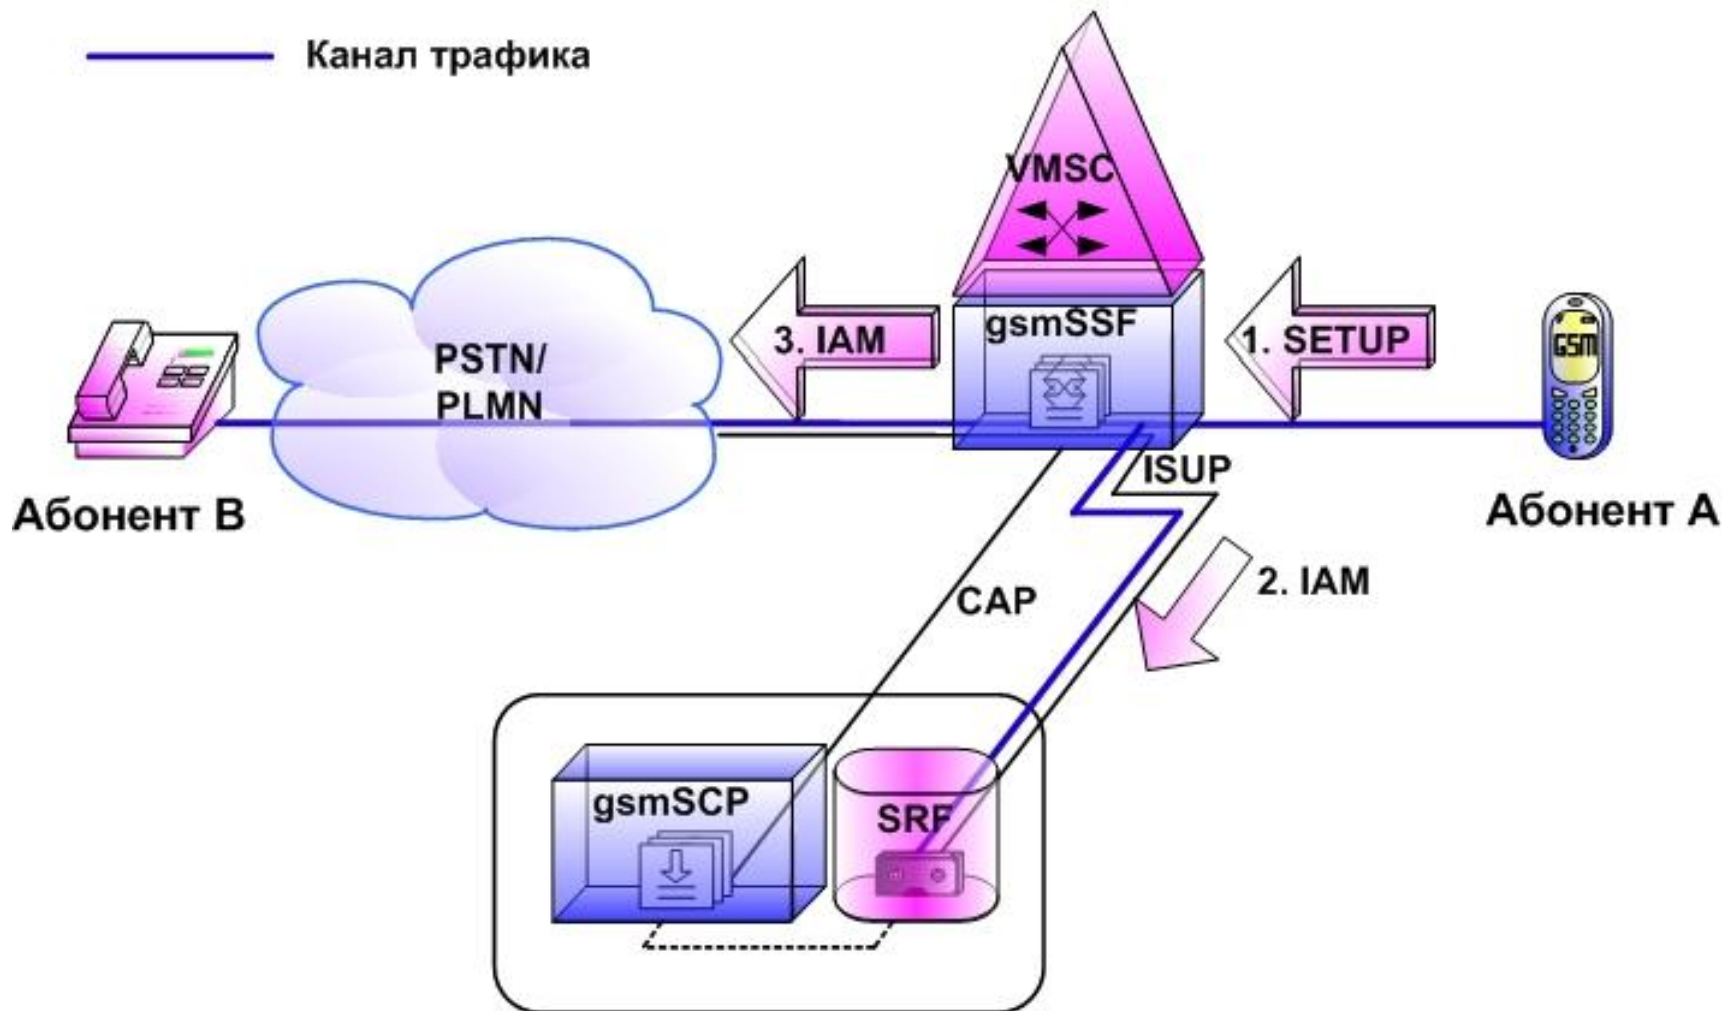 Канал трафика
VMSC
gsmSSF
3. IAM
1. SETUP
GSM
PSTN/
PLMN
ISUP
Абонент В
Абонент А
CAP
2. IAM
gsmSCP
SRF